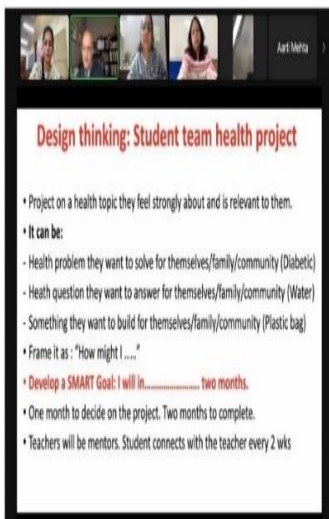 Aarti Mehta
Design thinking: Student team health project
• Project on a health topic they feel strongly about and is relevant to them.
• It can be:
- Health problem they want to solve for themselves/family/community (Diabetic)
- Heath question they want to answer for themselves/family/community (Water)
- Something they want to build for themselves/family/community (Plastic bag)
• Frame it as : "How might I ....."
• Develop a SMART Goal: I will in........................ two months.
• One month to decide on the project. Two months to complete.
• Teachers will be mentors. Student connects with the teacher every 2 wks